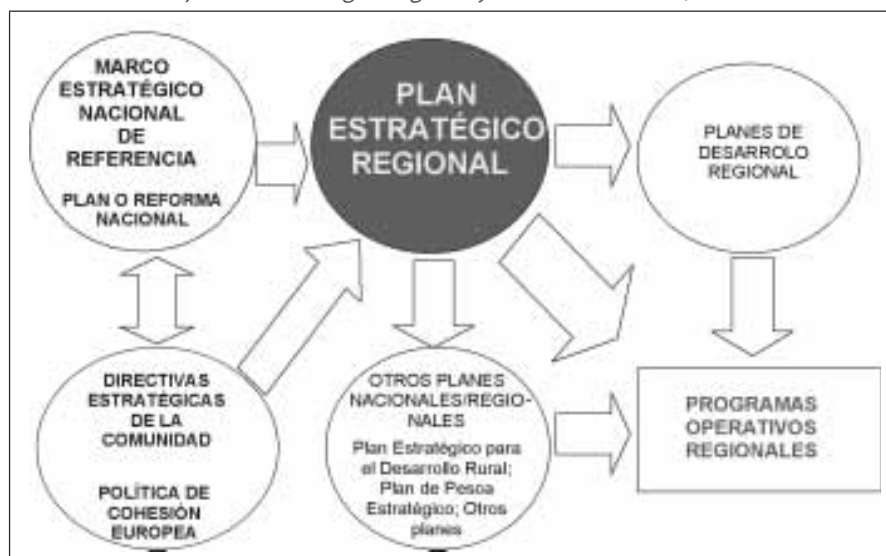 MARCO
ESTRATÉGICO
NACIONAL
DE
REFERENCIA
PLAN O REFORMA
NACIONAL
PLAN
ESTRATÉGICO
REGIONAL
PLANES DE
DESARROLO
REGIONAL
DIRECTIVAS
ESTRATÉGICAS
DE LA
COMUNIDAD
POLÍTICA DE
COHESIÓN
EUROPEA
OTROS PLANES
NACIONALES/REGIO-
NALES
Plan Estratégico para
el Desarrollo Rural;
Plan de Pesca
Estratégico; Otros
planes
PROGRAMAS
OPERATIVOS
REGIONALES